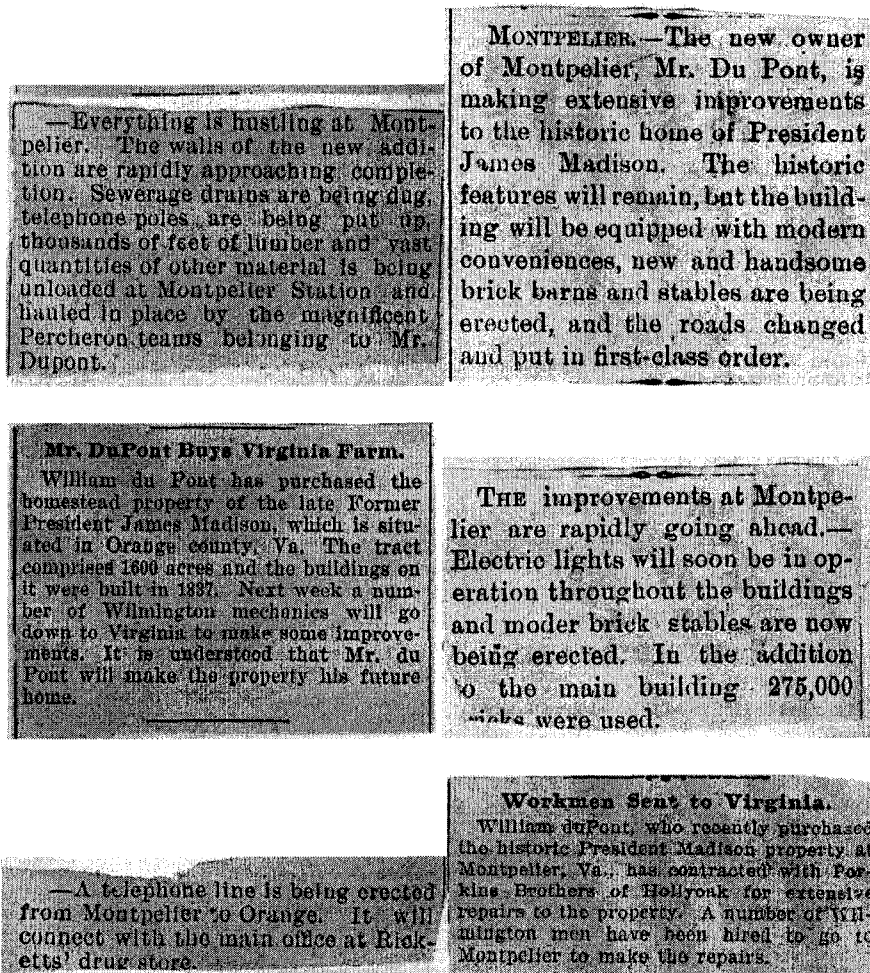 —Everything is hustling at Mont-
pelier. The walls of the new addi-
tion are rapidly approaching comple-
tion. Sewerage drains are being dug,
telephone poles are being put up,
thousands of feet of lumber and vast
quantities of other material is being
unloaded at Montpelier Station and
hauled in place by the magnificent
Percheron teams belonging to Mr.
Dupont.
MONTPELIER.—The new owner
of Montpelier, Mr. Du Pont, is
making extensive improvements
to the historic home of President
James Madison. The historic
features will remain, but the build-
ing will be equipped with modern
conveniences, new and handsome
brick barns and stables are being
erected, and the roads changed
and put in first-class order.
Mr. DuPont Buys Virginia Farm.
William du Pont has purchased the
homestead property of the late Former
President James Madison, which is situ-
ated in Orange county, Va. The tract
comprises 1600 acres and the buildings on
it were built in 1837. Next week a num-
ber of Wilmington mechanics will go
down to Virginia to make some improve-
ments. It is understood that Mr. du
Pont will make the property his future
home.
THE improvements at Montpe-
lier are rapidly going ahead.—
Electric lights will soon be in op-
eration throughout the buildings
and moder brick stables are now
being erected. In the addition
to the main building 275,000
bricks were used.
—A telephone line is being erected
from Montpelier to Orange. It will
connect with the main office at Rick-
etts' drug store.
Workmen Sent to Virginia.
William duPont, who recently purchased
the historic President Madison property at
Montpelier, Va., has contracted with Per-
kins Brothers of Hollyoak for extensive
repairs to the property. A number of Wil-
mington men have been hired to go to
Montpelier to make the repairs.